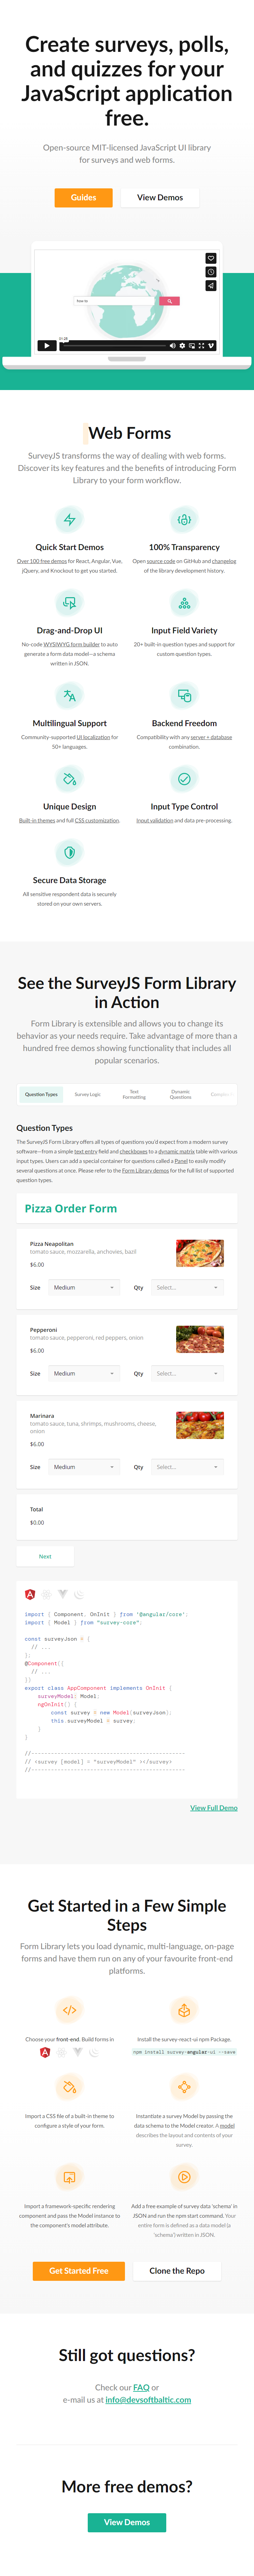 Create surveys, polls,
and quizzes for your
JavaScript application
free.
Open-source MIT-licensed JavaScript UI library
for surveys and web forms.
Guides
View Demos
Web Forms
SurveyJS transforms the way of dealing with web forms.
Discover its key features and the benefits of introducing Form
Library to your form workflow.
Quick Start Demos
Over 100 free demos for React, Angular, Vue,
jQuery, and Knockout to get you started.
100% Transparency
Open source code on GitHub and changelog
of the library development history.
Drag-and-Drop UI
No-code WYSIWYG form builder to auto
generate a form data model—a schema
written in JSON.
Input Field Variety
20+ built-in question types and support for
custom question types.
Multilingual Support
Community-supported UI localization for
50+ languages.
Backend Freedom
Compatibility with any server + database
combination.
Unique Design
Built-in themes and full CSS customization.
Input Type Control
Input validation and data pre-processing.
Secure Data Storage
All sensitive respondent data is securely
stored on your own servers.
See the SurveyJS Form Library
in Action
Form Library is extensible and allows you to change its
behavior as your needs require. Take advantage of more than
hundred free demos showing functionality that includes all
popular scenarios.
Question Types
Survey Logic
Text
Formatting
Dynamic
Questions
Question Types
The SurveyJS Form Library offers all types of questions you'd expect from a modern survey
software—from a simple text entry field and checkboxes to a dynamic matrix table with various
input types. Users can add a special container for questions called a Panel to easily modify
several questions at once. Please refer to the Form Library demos for the full list of supported
question types.
Pizza Order Form
Pizza Neapolitan
tomato sauce, mozzarella, anchovies, basil
$6.00
Size
Medium
Qty
Select...
Pepperoni
tomato sauce, pepperoni, red peppers, onion
$6.00
Size
Medium
Qty
Select...
Marinara
tomato sauce, tuna, shrimps, mushrooms, cheese,
onion
$6.00
Size
Medium
Qty
Select...
Total
$0.00
Next
import { Component, OnInit } from '@angular/core';
import { Model } from "survey-core";
const surveyJson = {
// ...
};
@Component({
// ...
})
export class AppComponent implements OnInit {
surveyModel: Model;
ngOnInit() {
const survey = new Model(surveyJson);
this.surveyModel = survey;
}
}
//-----------------------------------------------
// <survey [model] = "surveyModel" ></survey>
//-----------------------------------------------
View Full Demo
Get Started in a Few Simple
Steps
Form Library lets you load dynamic, multi-language, on-page
forms and have them run on any of your favourite front-end
platforms.
Choose your front-end. Build forms in
Install the survey-react-ui npm Package.
npm install survey-angular-ui --save
Import a CSS file of a built-in theme to
configure a style of your form.
Instantiate a survey Model by passing the
data schema to the Model creator. A model
describes the layout and contents of your
survey.
Import a framework-specific rendering
component and pass the Model instance to
the component's model attribute.
Add a free example of survey data 'schema' in
JSON and run the npm start command. Your
entire form is defined as a data model (a
'schema') written in JSON.
Get Started Free
Clone the Repo
Still got questions?
Check our FAQ or
e-mail us at info@devsoftbaltic.com
More free demos?
View Demos